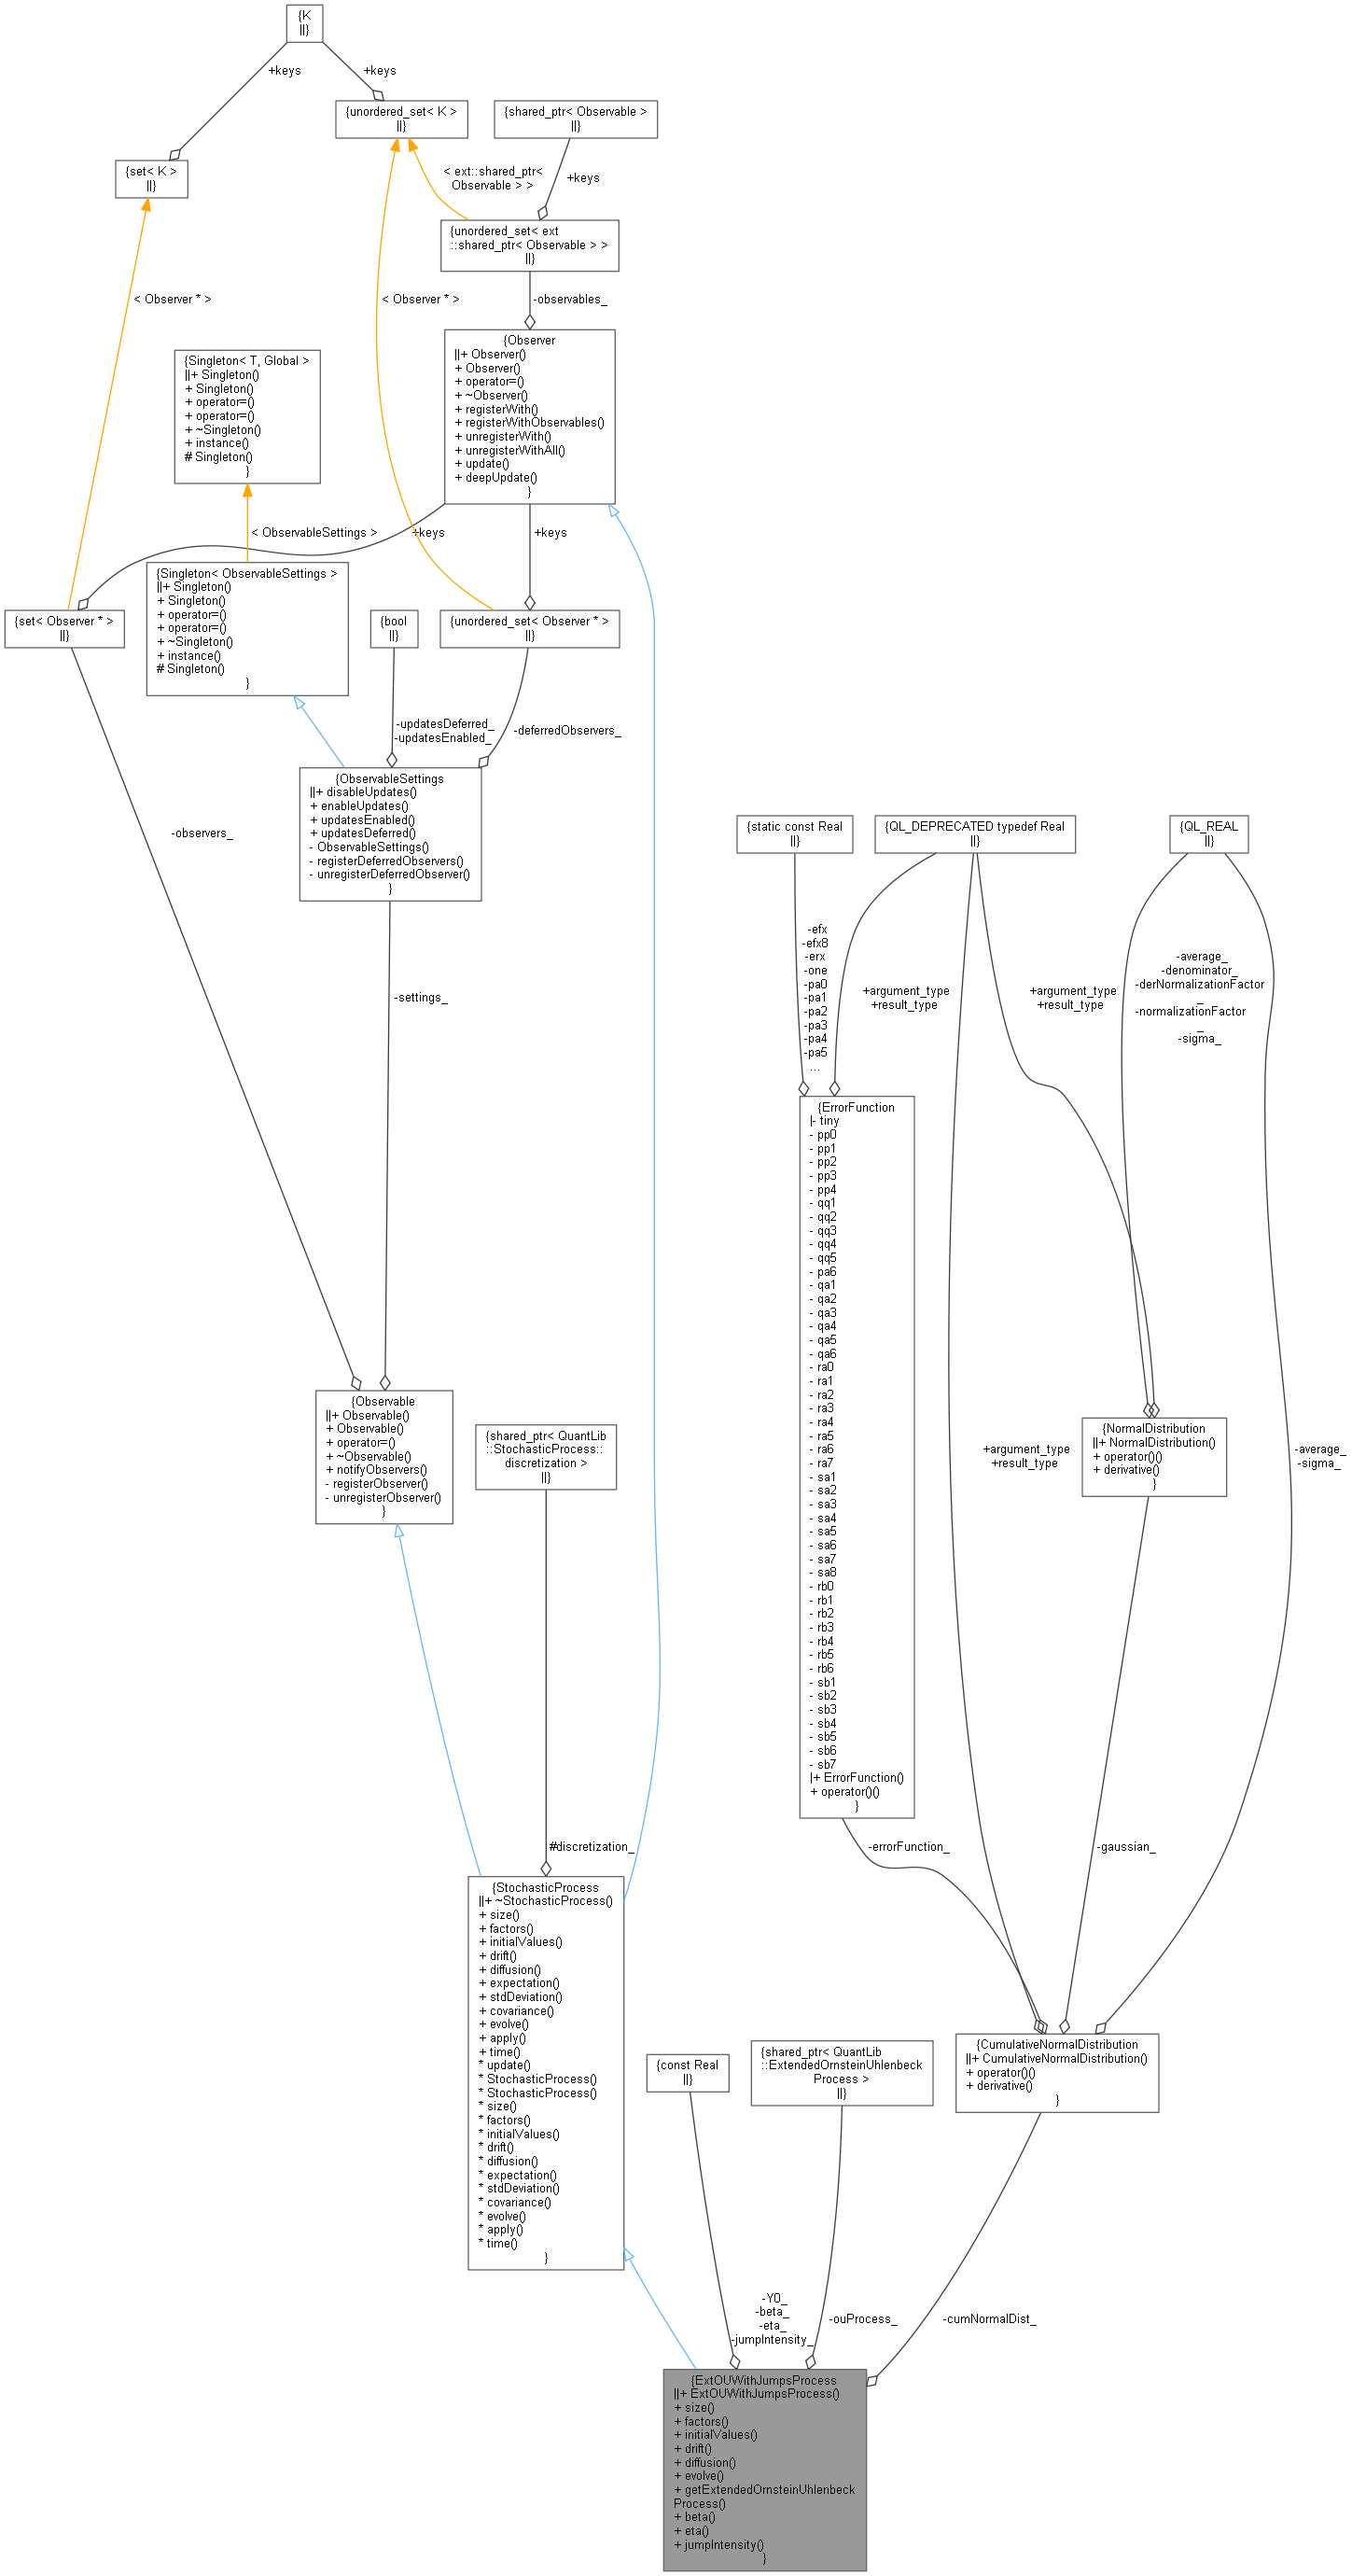 {K
||}
+keys
+keys
{unordered_set< K >
||}
{shared_ptr< Observable >
||}
{set< K >
||}
< ext::shared_ptr<
Observable > >
+keys
{unordered_set< ext
::shared_ptr< Observable > >
||}
< Observer * >
< Observer * >
-observables_
{Observer
||+ Observer()
+ Observer()
+ operator=()
+ ~Observer()
+ registerWith()
+ registerWithObservables()
+ unregisterWith()
+ unregisterWithAll()
+ update()
+ deepUpdate()
}
{Singleton< T, Global >
||+ Singleton()
+ Singleton()
+ operator=()
+ operator=()
+ ~Singleton()
+ instance()
# Singleton()
}
< ObservableSettings >
+keys
+keys
{Singleton< ObservableSettings >
||+ Singleton()
+ Singleton()
+ operator=()
+ operator=()
+ ~Singleton()
+ instance()
# Singleton()
}
{set< Observer * >
||}
{bool
||}
{unordered_set< Observer * >
||}
-updatesDeferred_
-updatesEnabled_
-deferredObservers_
{ObservableSettings
||+ disableUpdates()
+ enableUpdates()
+ updatesEnabled()
+ updatesDeferred()
- ObservableSettings()
- registerDeferredObservers()
- unregisterDeferredObserver()
}
-observers_
{static const Real
||}
{QL_DEPRECATED typedef Real
||}
{QL_REAL
||}
-settings_
-efx
-efx8
-erx
-one
-pa0
-pa1
-pa2
-pa3
-pa4
-pa5
...
+argument_type
+result_type
+argument_type
+result_type
-average_
-denominator_
-derNormalizationFactor
_
-normalizationFactor
_
-sigma_
{ErrorFunction
|- tiny
- pp0
- pp1
- pp2
- pp3
- pp4
- qq1
- qq2
- qq3
- qq4
- qq5
- pa6
- qa1
- qa2
- qa3
- qa4
- qa5
- qa6
- ra0
- ra1
- ra2
- ra3
- ra4
- ra5
- ra6
- ra7
- sa1
- sa2
- sa3
- sa4
- sa5
- sa6
- sa7
- sa8
- rb0
- rb1
- rb2
- rb3
- rb4
- rb5
- rb6
- sb1
- sb2
- sb3
- sb4
- sb5
- sb6
- sb7
|+ ErrorFunction()
+ operator()()
}
{Observable
||+ Observable()
+ Observable()
+ operator=()
+ ~Observable()
+ notifyObservers()
- registerObserver()
- unregisterObserver()
}
{shared_ptr< QuantLib
::StochasticProcess::
discretization >
||}
+argument_type
+result_type
{NormalDistribution
||+ NormalDistribution()
+ operator()()
+ derivative()
}
-average_
-sigma_
#discretization_
-errorFunction_
-gaussian_
{StochasticProcess
||+ ~StochasticProcess()
+ size()
+ factors()
+ initialValues()
+ drift()
+ diffusion()
+ expectation()
+ stdDeviation()
+ covariance()
+ evolve()
+ apply()
+ time()
* update()
* StochasticProcess()
* StochasticProcess()
* size()
* factors()
* initialValues()
* drift()
* diffusion()
* expectation()
* stdDeviation()
* covariance()
* evolve()
* apply()
* time()
}
{const Real
||}
{shared_ptr< QuantLib
::ExtendedOrnsteinUhlenbeck
Process >
||}
{CumulativeNormalDistribution
||+ CumulativeNormalDistribution()
+ operator()()
+ derivative()
}
-Y0_
-beta_
-eta_
-jumpIntensity_
-ouProcess_
-cumNormalDist_
{ExtOUWithJumpsProcess
||+ ExtOUWithJumpsProcess()
+ size()
+ factors()
+ initialValues()
+ drift()
+ diffusion()
+ evolve()
+ getExtendedOrnsteinUhlenbeck
Process()
+ beta()
+ eta()
+ jumpIntensity()
}